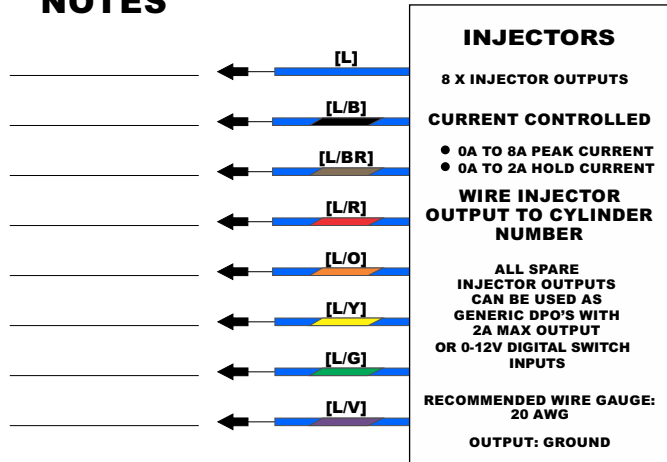 NOTES
[L]
[L/B]
[L/BR]
[L/R]
[L/O]
[L/Y]
[L/G]
[L/V]
INJECTORS
8 X INJECTOR OUTPUTS
CURRENT CONTROLLED
● 0A TO 8A PEAK CURRENT
● 0A TO 2A HOLD CURRENT
WIRE INJECTOR
OUTPUT TO CYLINDER
NUMBER
ALL SPARE
INJECTOR OUTPUTS
CAN BE USED AS
GENERIC DPO'S WITH
2A MAX OUTPUT
OR 0-12V DIGITAL SWITCH
INPUTS
RECOMMENDED WIRE GAUGE:
20 AWG
OUTPUT: GROUND